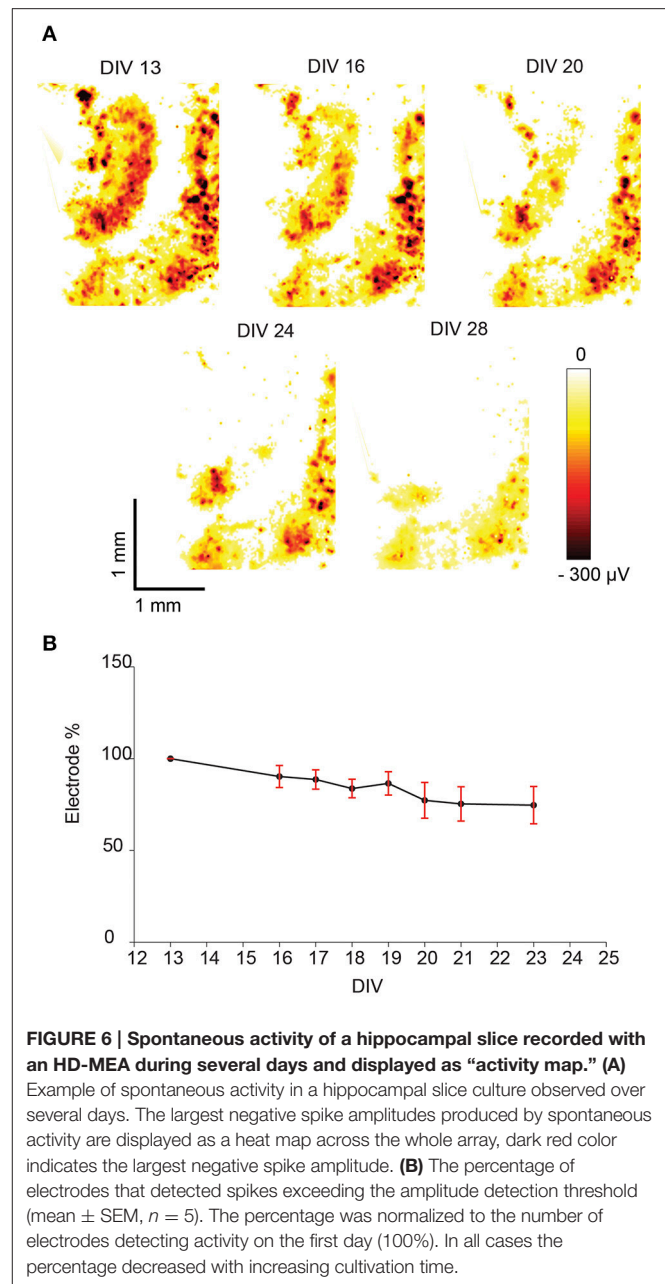 A
DIV 13
DIV 16
DIV 20
DIV 24
DIV 28
0
- 300 µV
1 mm
1 mm
B
150
100
50
0
Electrode %
12 13 14 15 16 17 18 19 20 21 22 23 24 25
DIV
FIGURE 6 | Spontaneous activity of a hippocampal slice recorded with
an HD-MEA during several days and displayed as “activity map.” (A)
Example of spontaneous activity in a hippocampal slice culture observed over
several days. The largest negative spike amplitudes produced by spontaneous
activity are displayed as a heat map across the whole array, dark red color
indicates the largest negative spike amplitude. (B) The percentage of
electrodes that detected spikes exceeding the amplitude detection threshold
(mean ± SEM, n = 5). The percentage was normalized to the number of
electrodes detecting activity on the first day (100%). In all cases the
percentage decreased with increasing cultivation time.